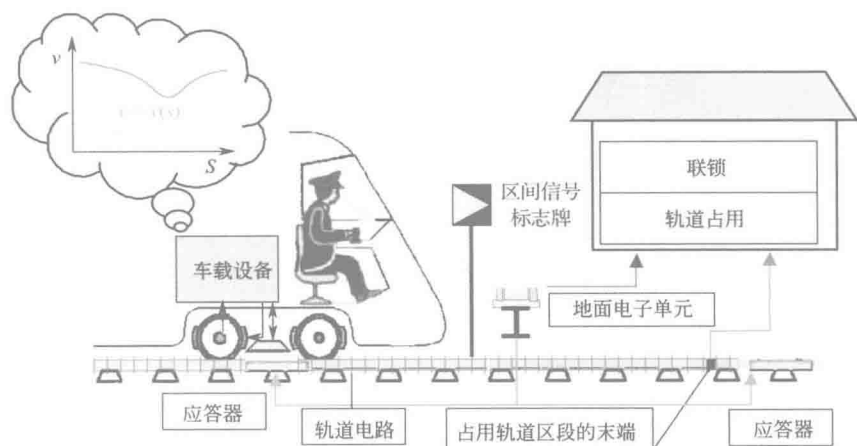 v
S
联锁
轨道占用
区间信号
标志牌
车载设备
地面电子单元
应答器
轨道电路
占用轨道区段的末端
应答器